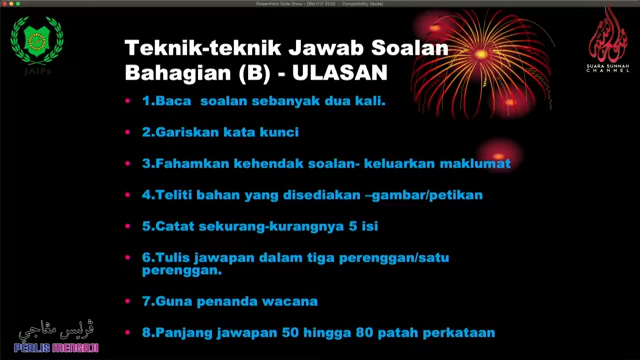 PowerPoint Slide Show - [BM 012 2020] - [Compatibility Mode]
JAIPs
Teknik-teknik Jawab Soalan
Bahagian (B) - ULASAN
SUARA SUNNAH
CHANNEL
• 1.Baca soalan sebanyak dua kali.
• 2.Gariskan kata kunci
• 3.Fahamkan kehendak soalan- keluarkan maklumat
• 4.Teliti bahan yang disediakan –gambar/petikan
• 5.Catat sekurang-kurangnya 5 isi
• 6.Tulis jawapan dalam tiga perenggan/satu
perenggan.
• 7.Guna penanda wacana
• 8.Panjang jawapan 50 hingga 80 patah perkataan
ڤرليس مڠاجي
PERLIS MENGAJI